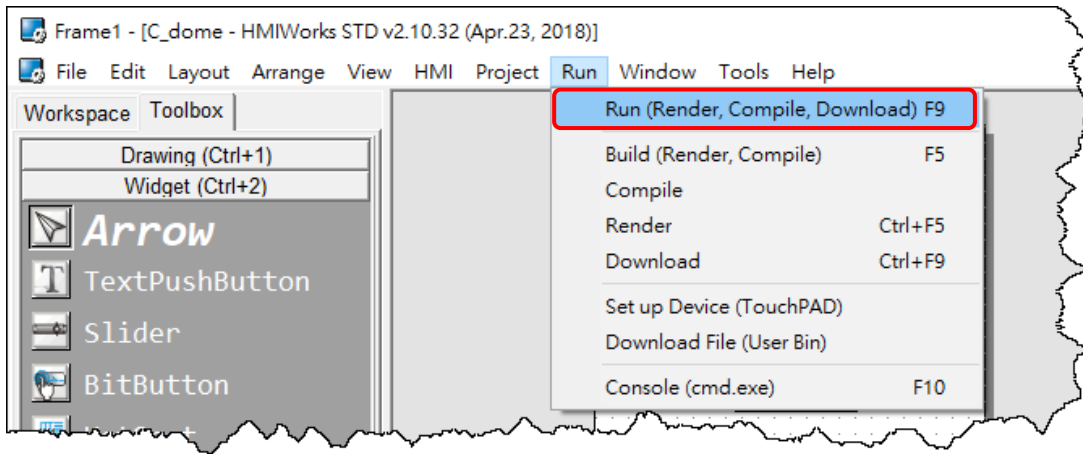 Frame1 - [C_dome - HMIWorks STD v2.10.32 (Apr.23, 2018)]
File Edit Layout Arrange View HMI Project Run Window Tools Help
Workspace Toolbox
Drawing (Ctrl+1)
Widget (Ctrl+2)
Arrow
TextPushButton
Slider
BitButton
Run (Render, Compile, Download) F9
Build (Render, Compile) F5
Compile
Render Ctrl+F5
Download Ctrl+F9
Set up Device (TouchPAD)
Download File (User Bin)
Console (cmd.exe) F10